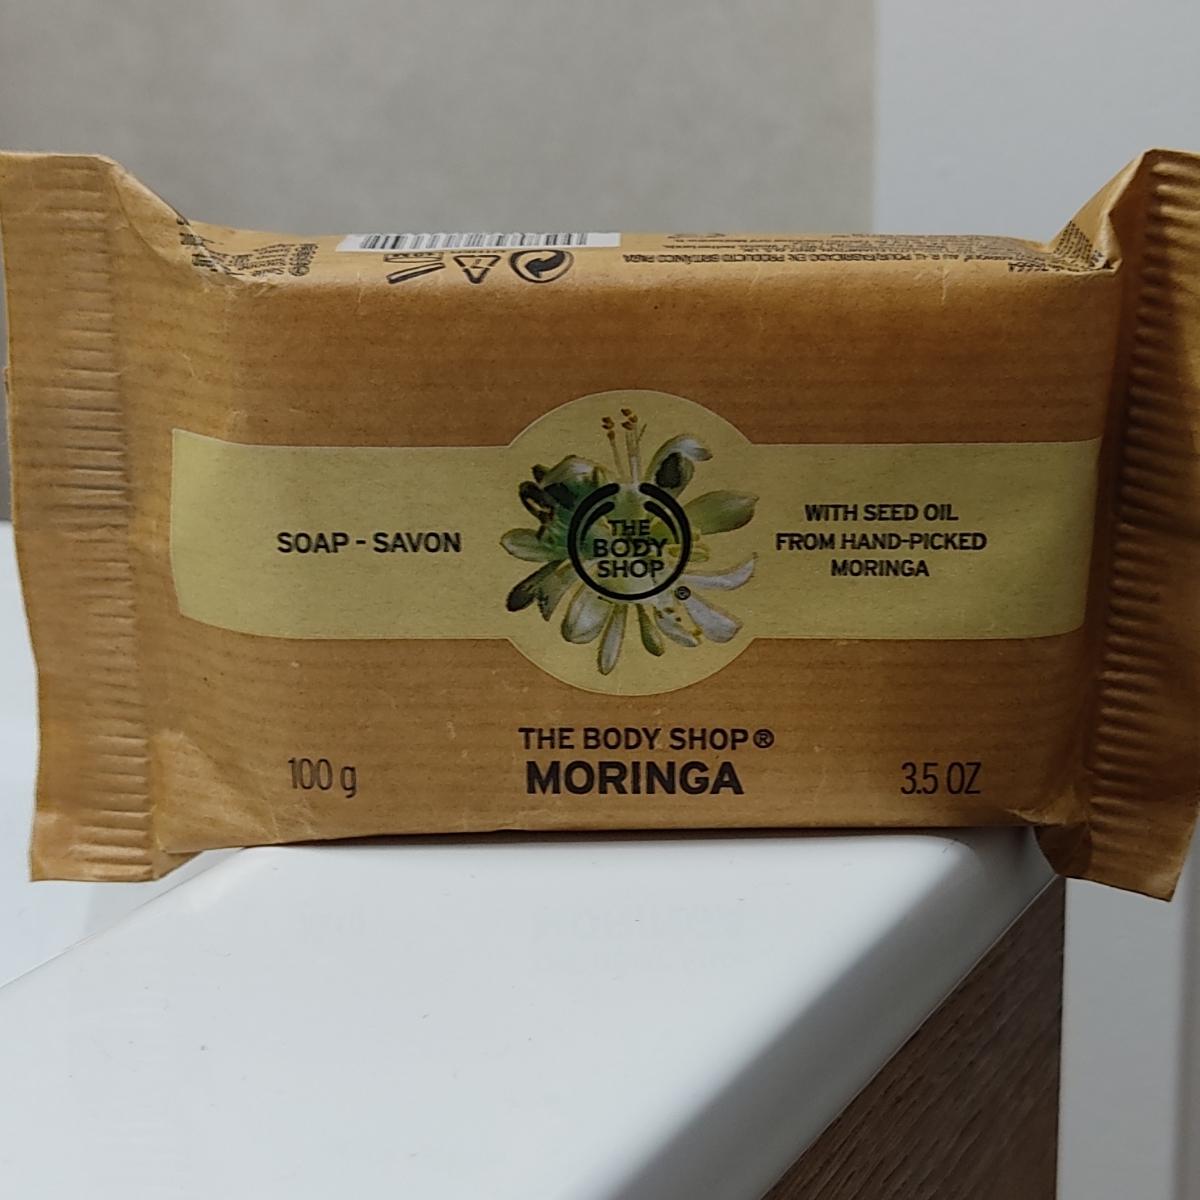 SOAP - SAVON
THE
BODY
SHOP
®
WITH SEED OIL
FROM HAND-PICKED
MORINGA
THE BODY SHOP®
MORINGA
100 g
3.5 OZ